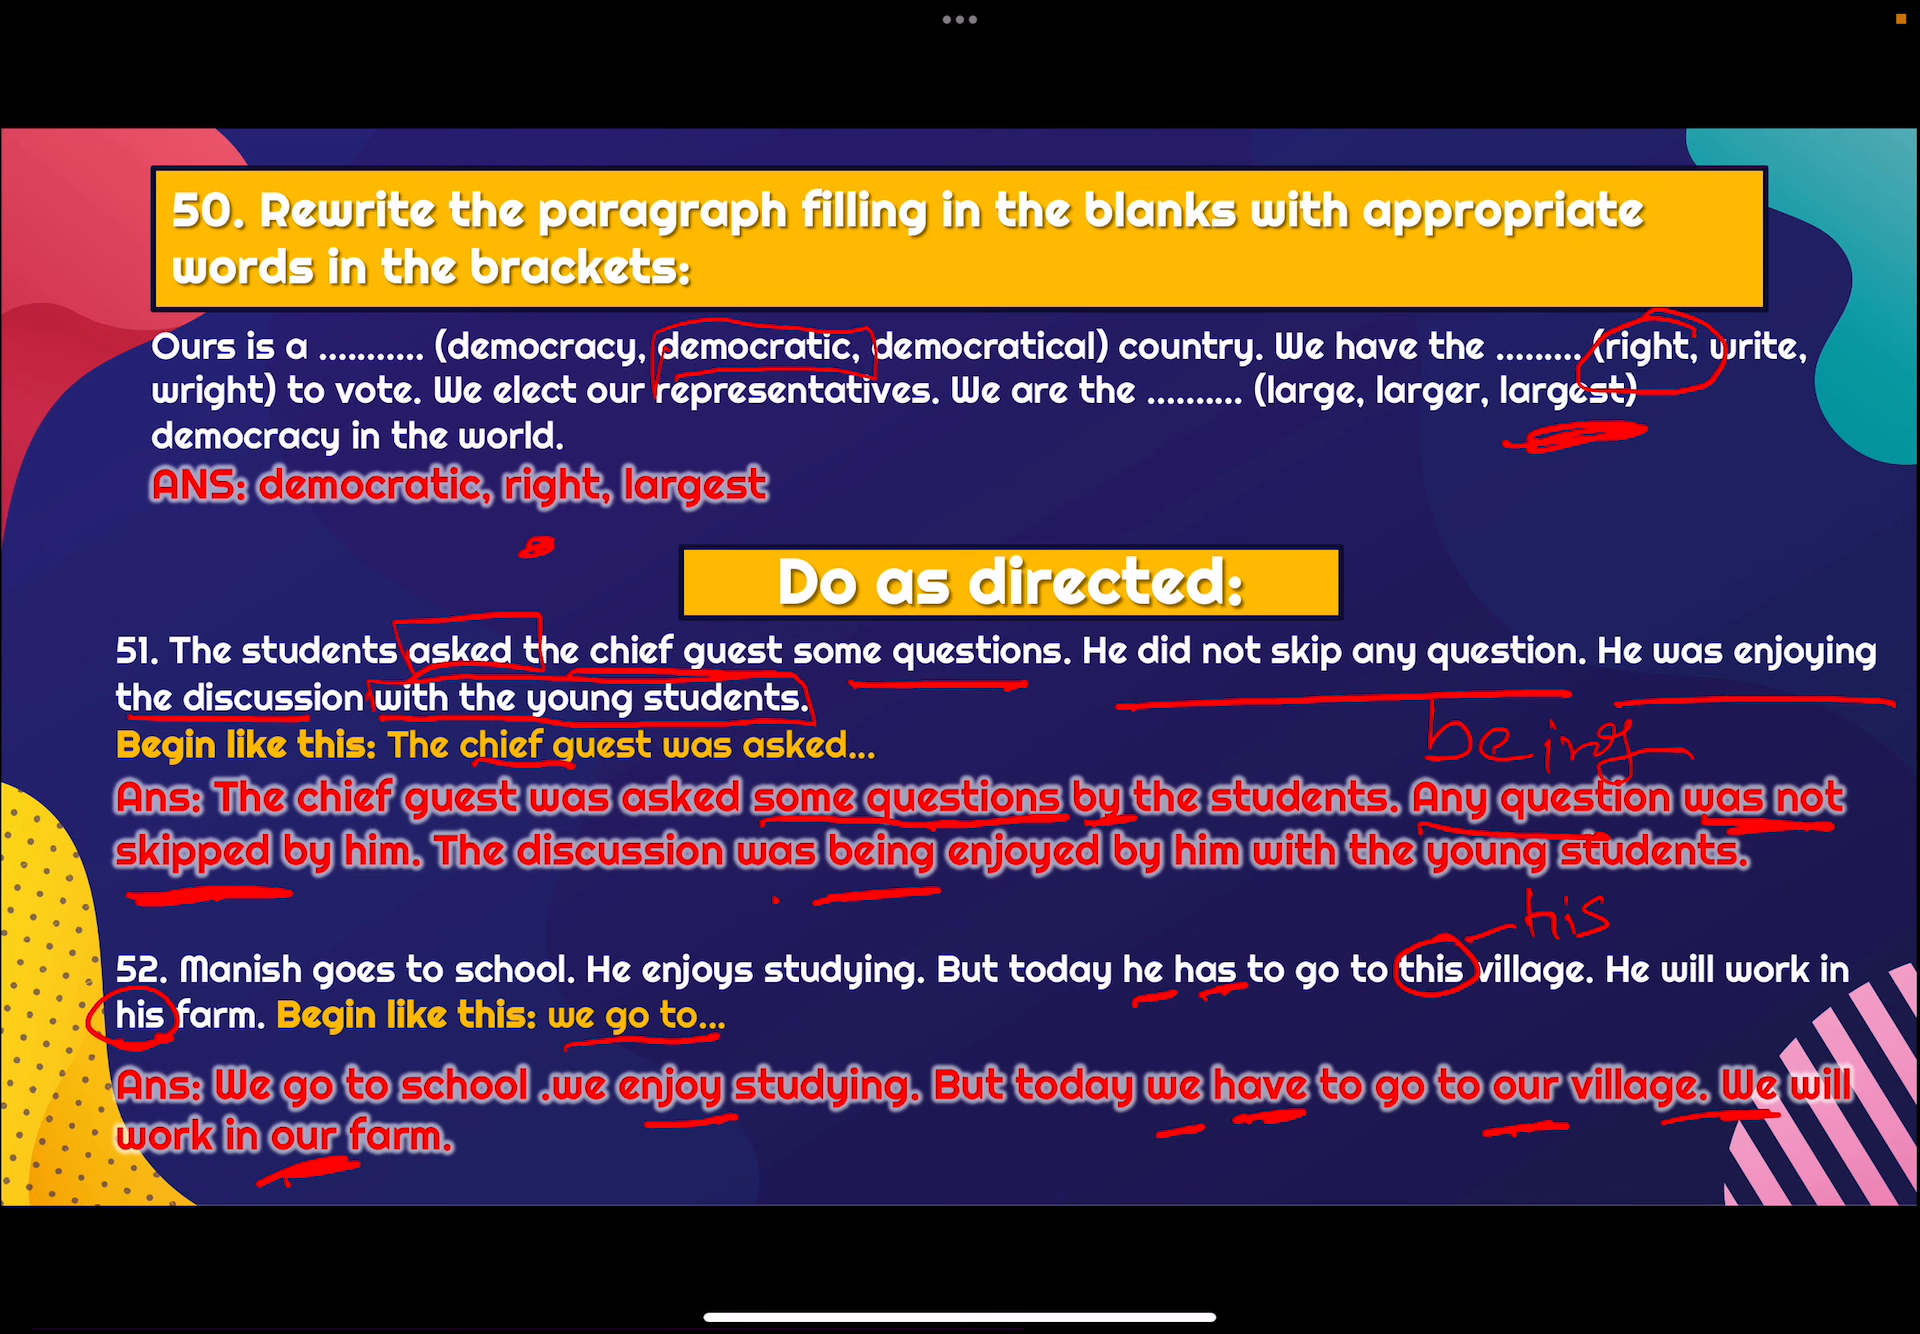 50. Rewrite the paragraph filling in the blanks with appropriate
words in the brackets:
Ours is a ........... (democracy, democratic, democratical) country. We have the ......... (right, write,
wright) to vote. We elect our representatives. We are the .......... (large, larger, largest)
democracy in the world.
ANS: democratic, right, largest
Do as directed:
51. The students asked the chief guest some questions. He did not skip any question. He was enjoying
the discussion with the young students.
being
Begin like this: The chief guest was asked...
Ans: The chief guest was asked some questions by the students. Any question was not
skipped by him. The discussion was being enjoyed by him with the young students.
his
52. Manish goes to school. He enjoys studying. But today he has to go to this village. He will work in
his farm. Begin like this: we go to...
Ans: We go to school .we enjoy studying. But today we have to go to our village. We will
work in our farm.